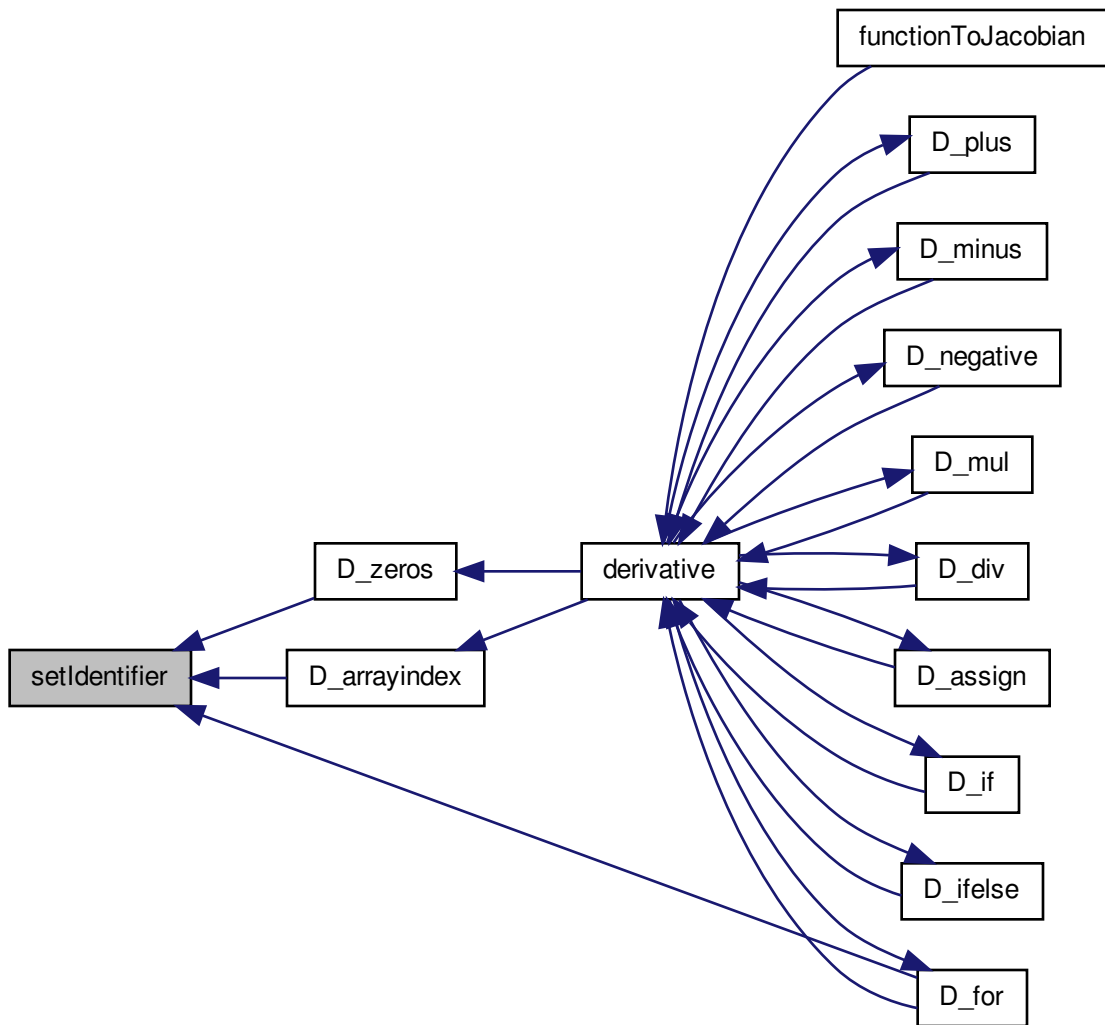 functionToJacobian
D_plus
D_minus
D_negative
D_mul
D_zeros
derivative
D_div
setIdentifier
D_arrayindex
D_assign
D_if
D_ifelse
D_for